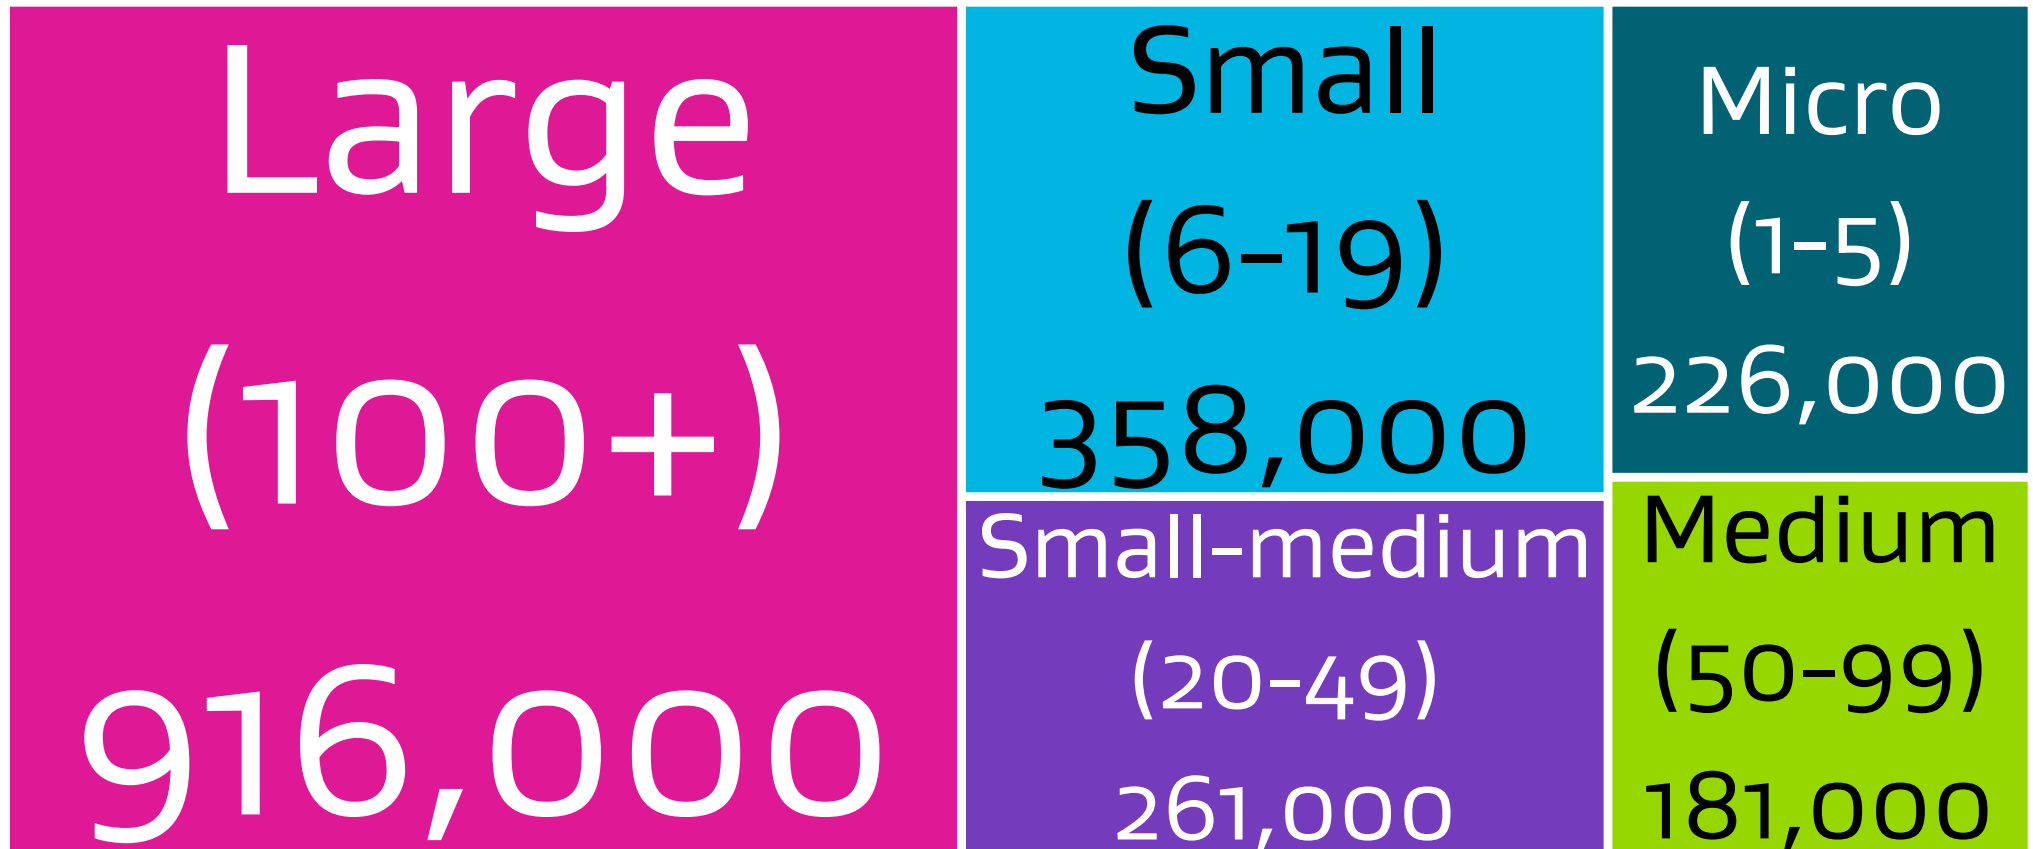 Large
(100+)
916,000
Small
(6-19)
358,000
Small-medium
(20-49)
261,000
Micro
(1-5)
226,000
Medium
(50-99)
181,000